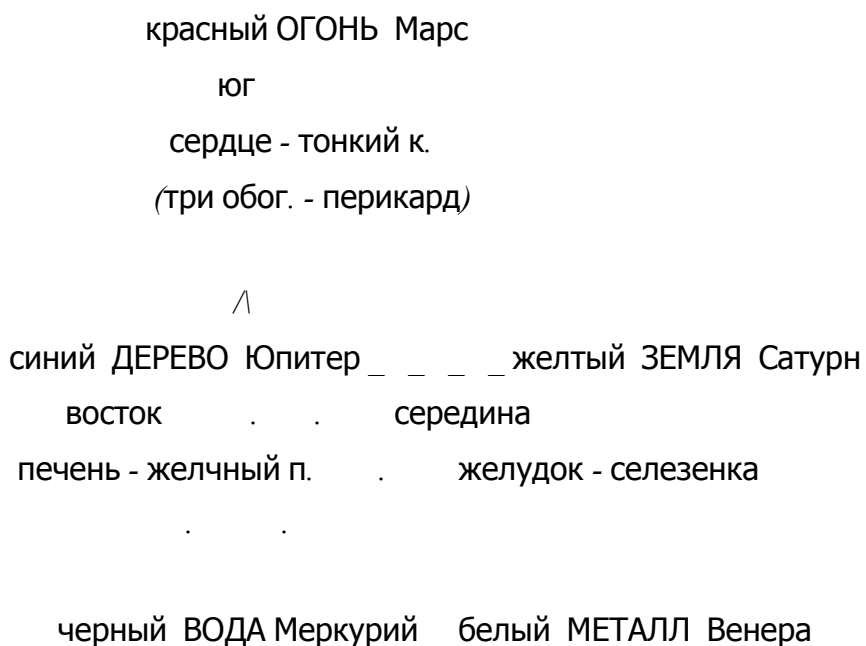 красный ОГОНЬ Марс
юг
сердце - тонкий к.
(три обог. - перикард)
/\
синий ДЕРЕВО Юпитер _ _ _ _ желтый ЗЕМЛЯ Сатурн
восток . . середина
печень - желчный п. . желудок - селезенка
. .
черный ВОДА Меркурий белый МЕТАЛЛ Венера